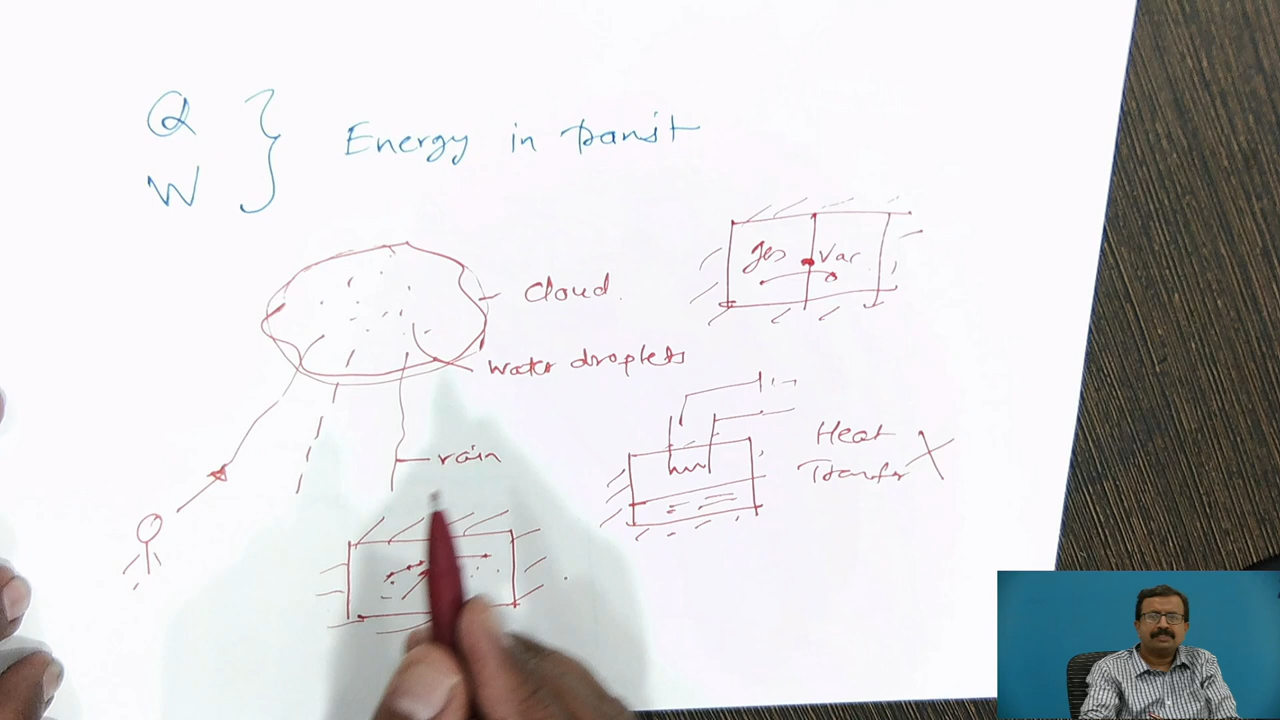 Q
W
Energy in transit
gas
Vac
Cloud.
water droplets
rain
Heat
Transfer